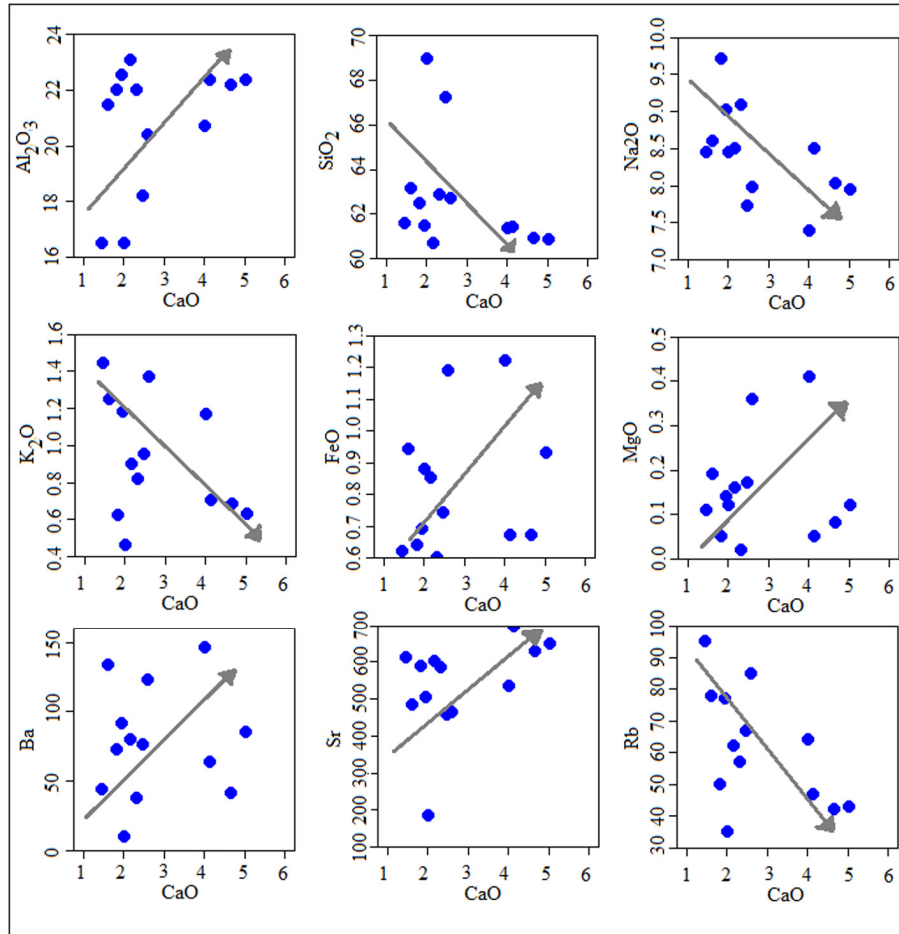 Al2O3
24
22
20
18
16
1 2 3 4 5 6
CaO
SiO2
70
68
66
64
62
60
1 2 3 4 5 6
CaO
Na2O
10.0
9.5
9.0
8.5
8.0
7.5
7.0
1 2 3 4 5 6
CaO
K2O
1.6
1.4
1.2
1.0
0.8
0.6
0.4
1 2 3 4 5 6
CaO
FeO
1.3
1.2
1.1
1.0
0.9
0.8
0.7
0.6
1 2 3 4 5 6
CaO
MgO
0.5
0.4
0.3
0.2
0.1
0.0
1 2 3 4 5 6
CaO
Ba
150
100
50
0
1 2 3 4 5 6
CaO
Sr
700
600
500
400
300
200
100
1 2 3 4 5 6
CaO
Rb
100
90
80
70
60
50
40
30
1 2 3 4 5 6
CaO